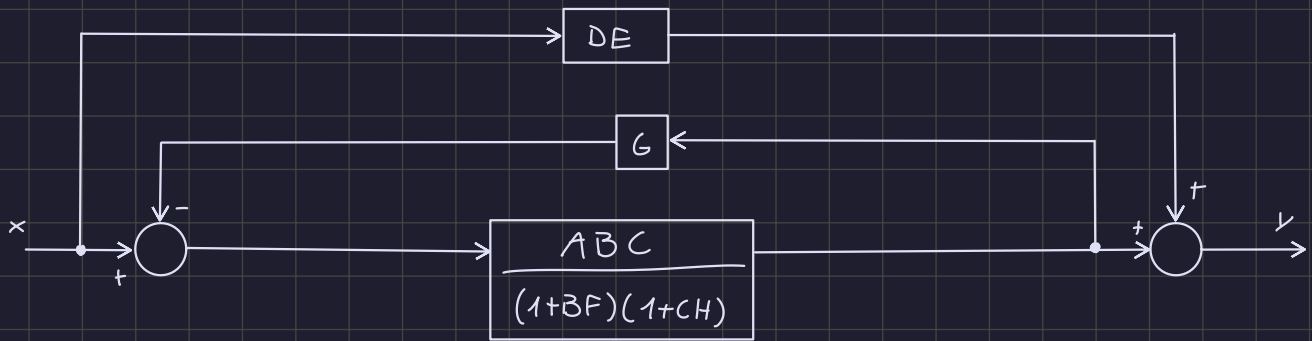 DE
G
-
x
+
ABC
(1+BF)(1+CH)
+
+
y